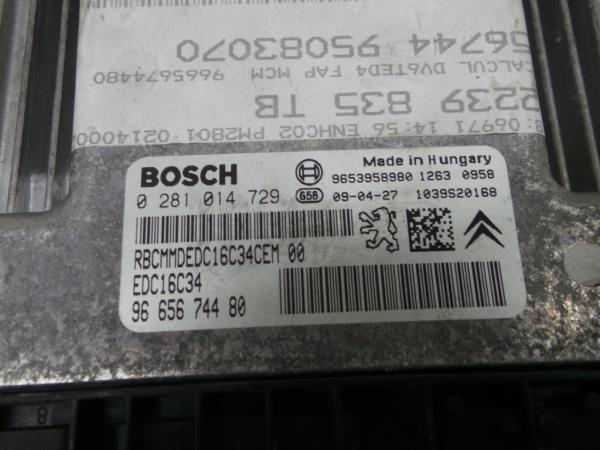 56744 95083070
CALCUL DV6TED4 FAP MCM 9665674480
2239 835 TB
06971 14:56 ENHC02 PM2801 0214000
BOSCH
Made in Hungary
9653958980 1263 0958
0 281 014 729 658 09-04-27 1039S20168
RBCMMDEDC16C34CEM 00
EDC16C34
96 656 744 80
8